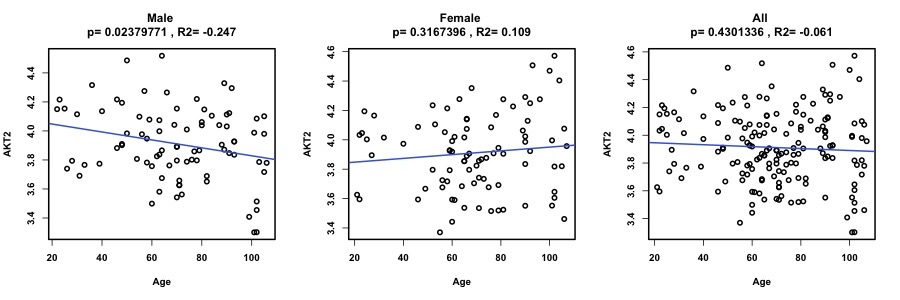 Male
p= 0.02379771 , R2= -0.247
AKT2
3.4 3.6 3.8 4.0 4.2 4.4
20 40 60 80 100
Age
Female
p= 0.3167396 , R2= 0.109
AKT2
3.4 3.6 3.8 4.0 4.2 4.4 4.6
20 40 60 80 100
Age
All
p= 0.4301336 , R2= -0.061
AKT2
3.4 3.6 3.8 4.0 4.2 4.4 4.6
20 40 60 80 100
Age